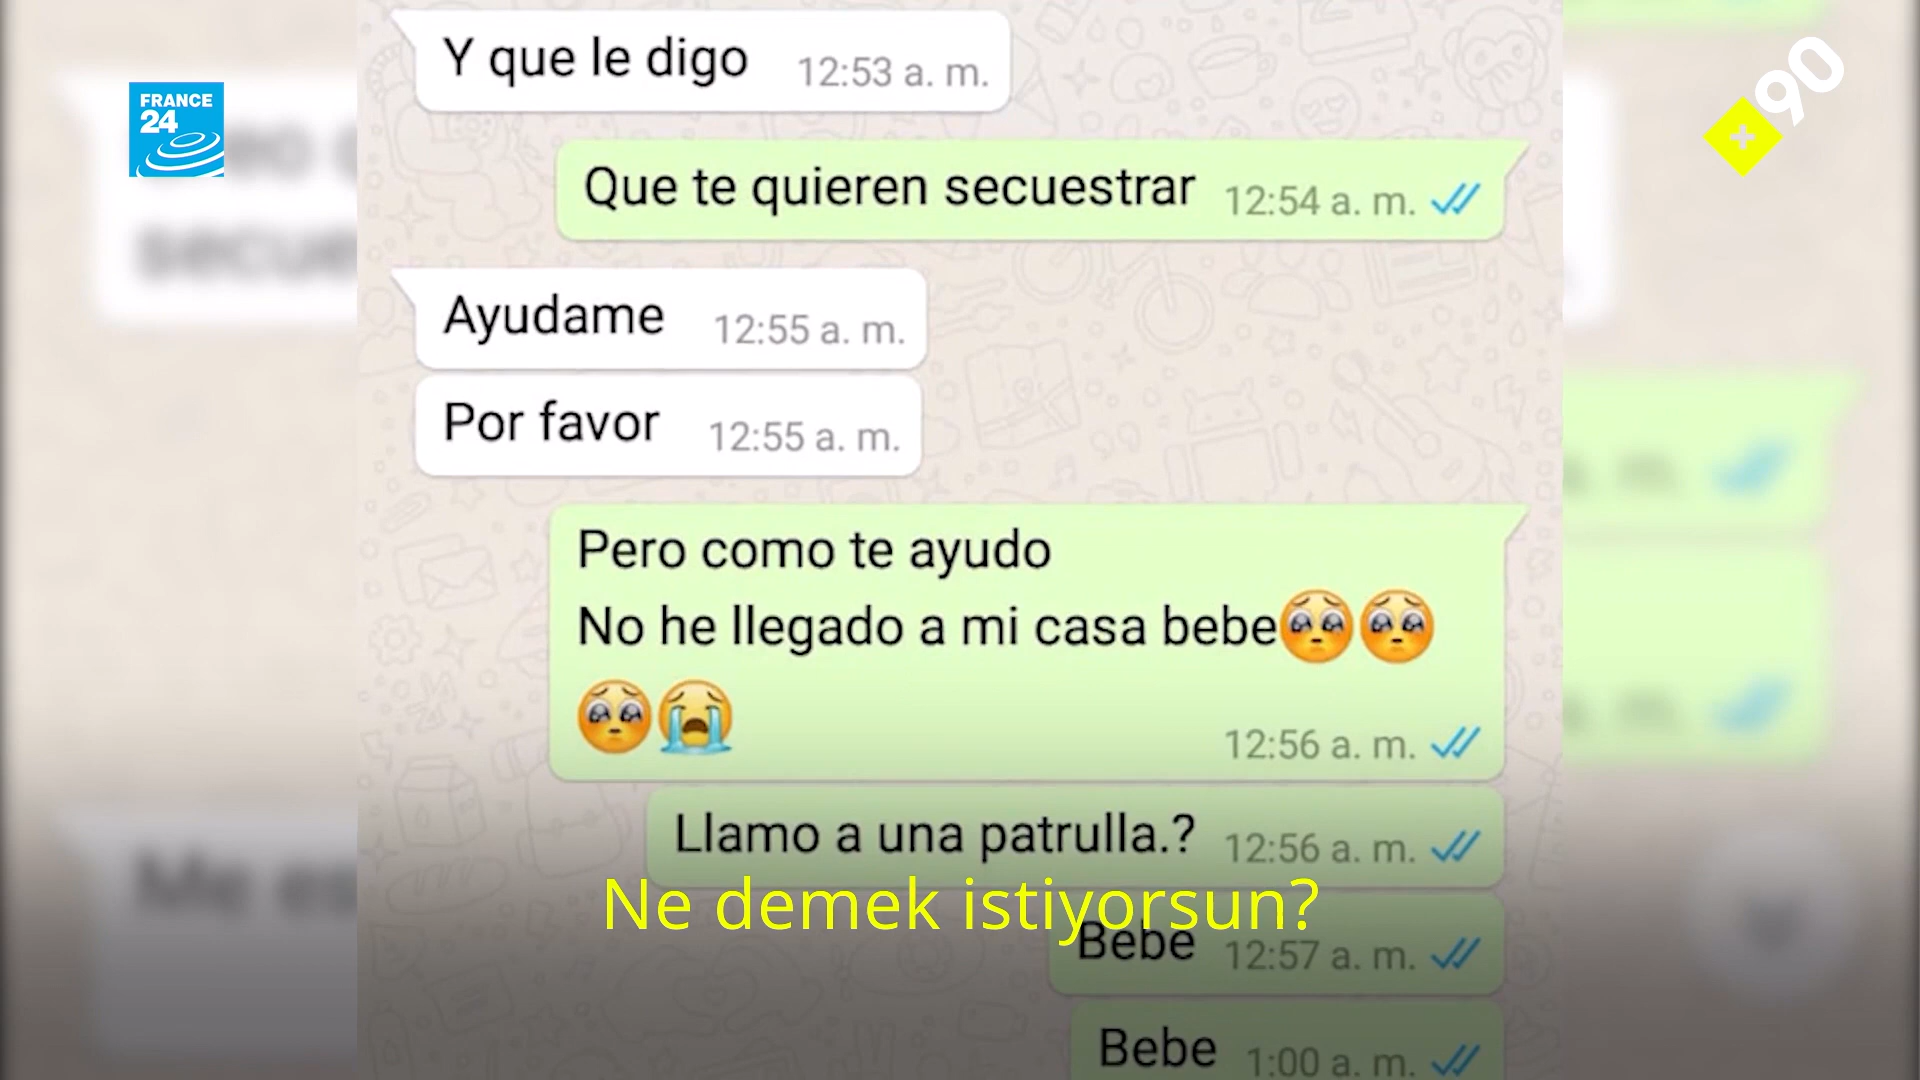 Y que le digo 12:53 a. m.
FRANCE
24
+90
Que te quieren secuestrar 12:54 a. m.
Ayudame 12:55 a. m.
Por favor 12:55 a. m.
Pero como te ayudo
No he llegado a mi casa bebe🥺🥺
🥺😭 12:56 a. m.
Llamo a una patrulla.? 12:56 a. m.
Ne demek istiyorsun?
Bebe 12:57 a. m.
Bebe 1:00 a. m.